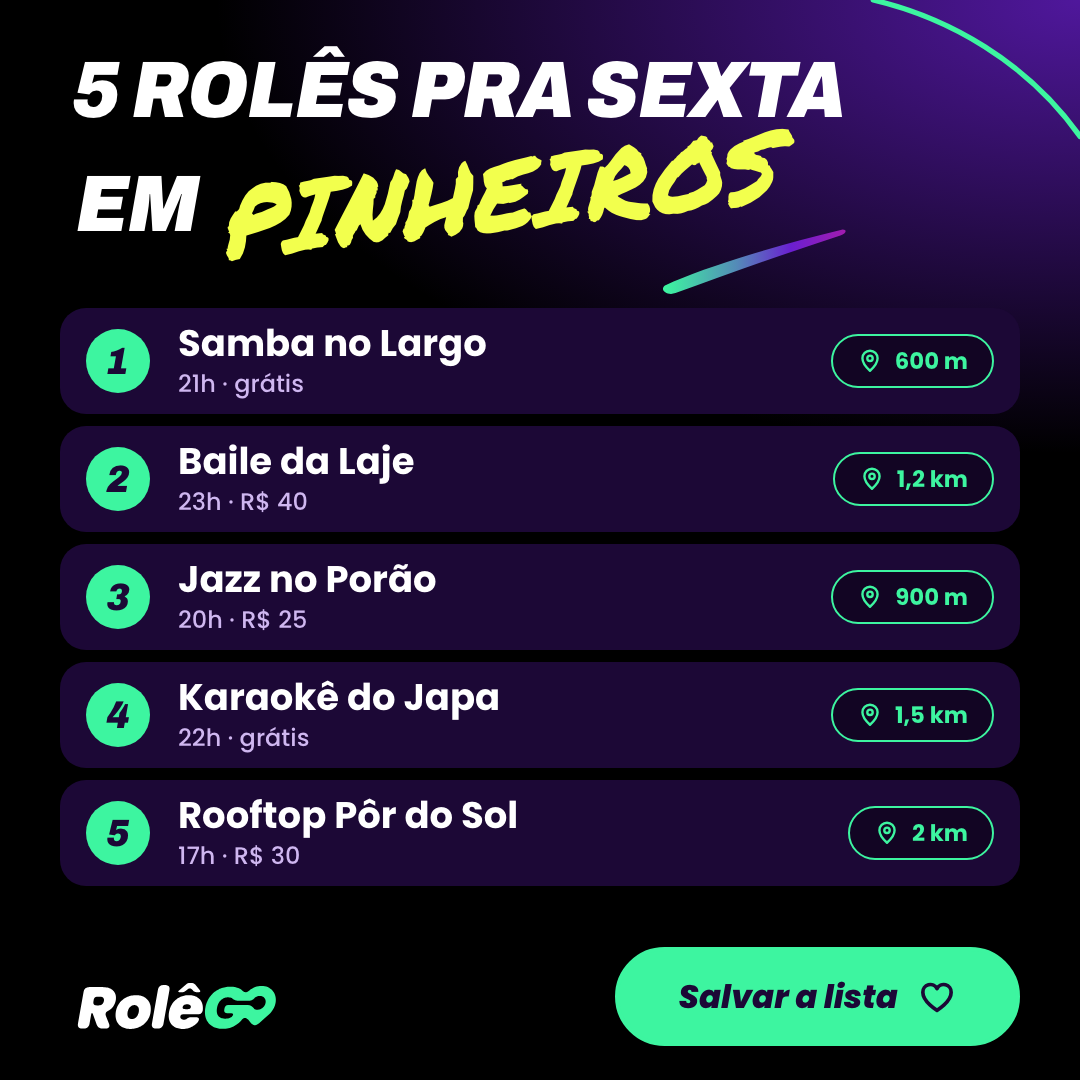 5 ROLÊS PRA SEXTA
EM PINHEIROS
1
Samba no Largo
21h · grátis
600 m
2
Baile da Laje
23h · R$ 40
1,2 km
3
Jazz no Porão
20h · R$ 25
900 m
4
Karaokê do Japa
22h · grátis
1,5 km
5
Rooftop Pôr do Sol
17h · R$ 30
2 km
RolêGO
Salvar a lista